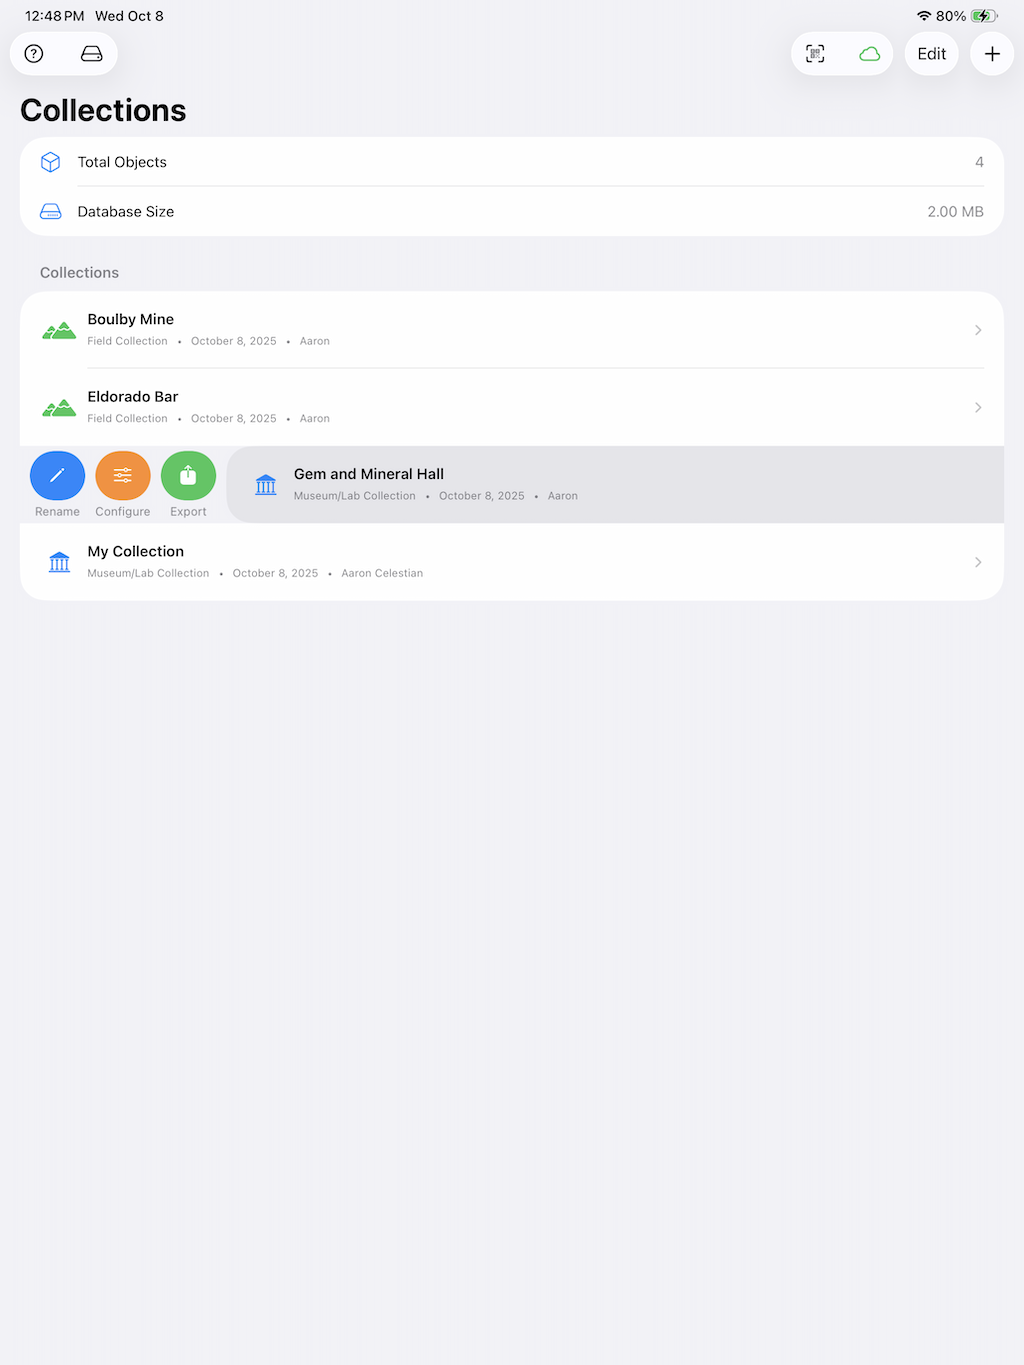 12:48 PM Wed Oct 8 80%
Edit
Collections
Total Objects 4
Database Size 2.00 MB
Collections
Boulby Mine
Field Collection • October 8, 2025 • Aaron
Eldorado Bar
Field Collection • October 8, 2025 • Aaron
Gem and Mineral Hall
Museum/Lab Collection • October 8, 2025 • Aaron
Rename Configure Export
My Collection
Museum/Lab Collection • October 8, 2025 • Aaron Celestian